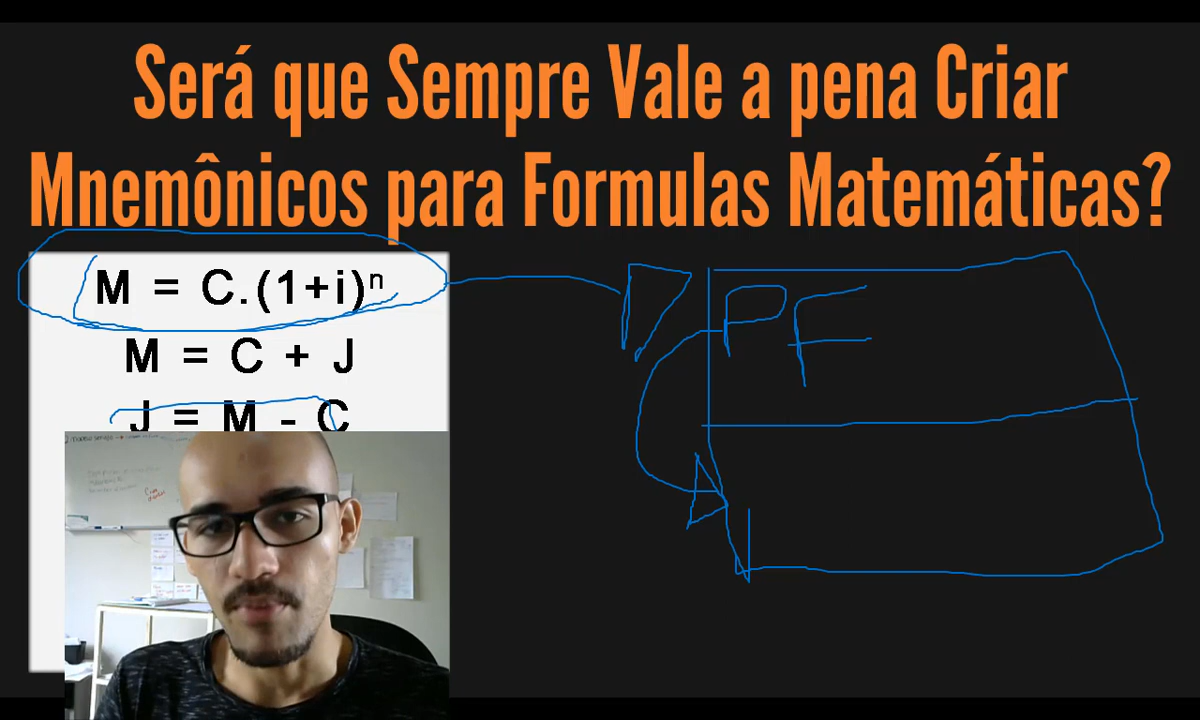 Será que Sempre Vale a pena Criar
Mnemônicos para Formulas Matemáticas?
M = C.(1+i)ⁿ
M = C + J
J = M - C
PF